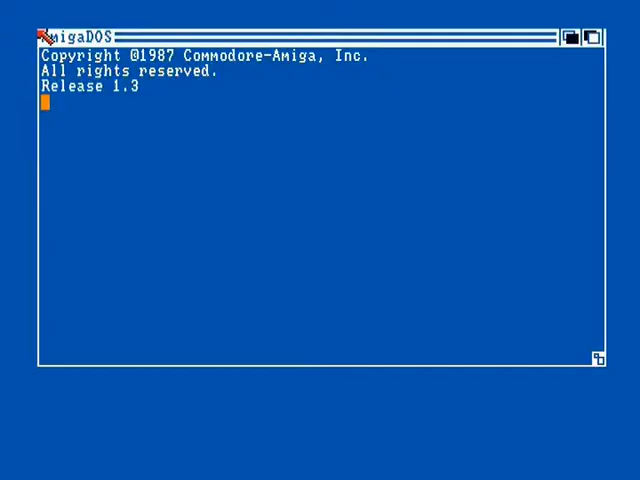 AmigaDOS
Copyright ©1987 Commodore-Amiga, Inc.
All rights reserved.
Release 1.3